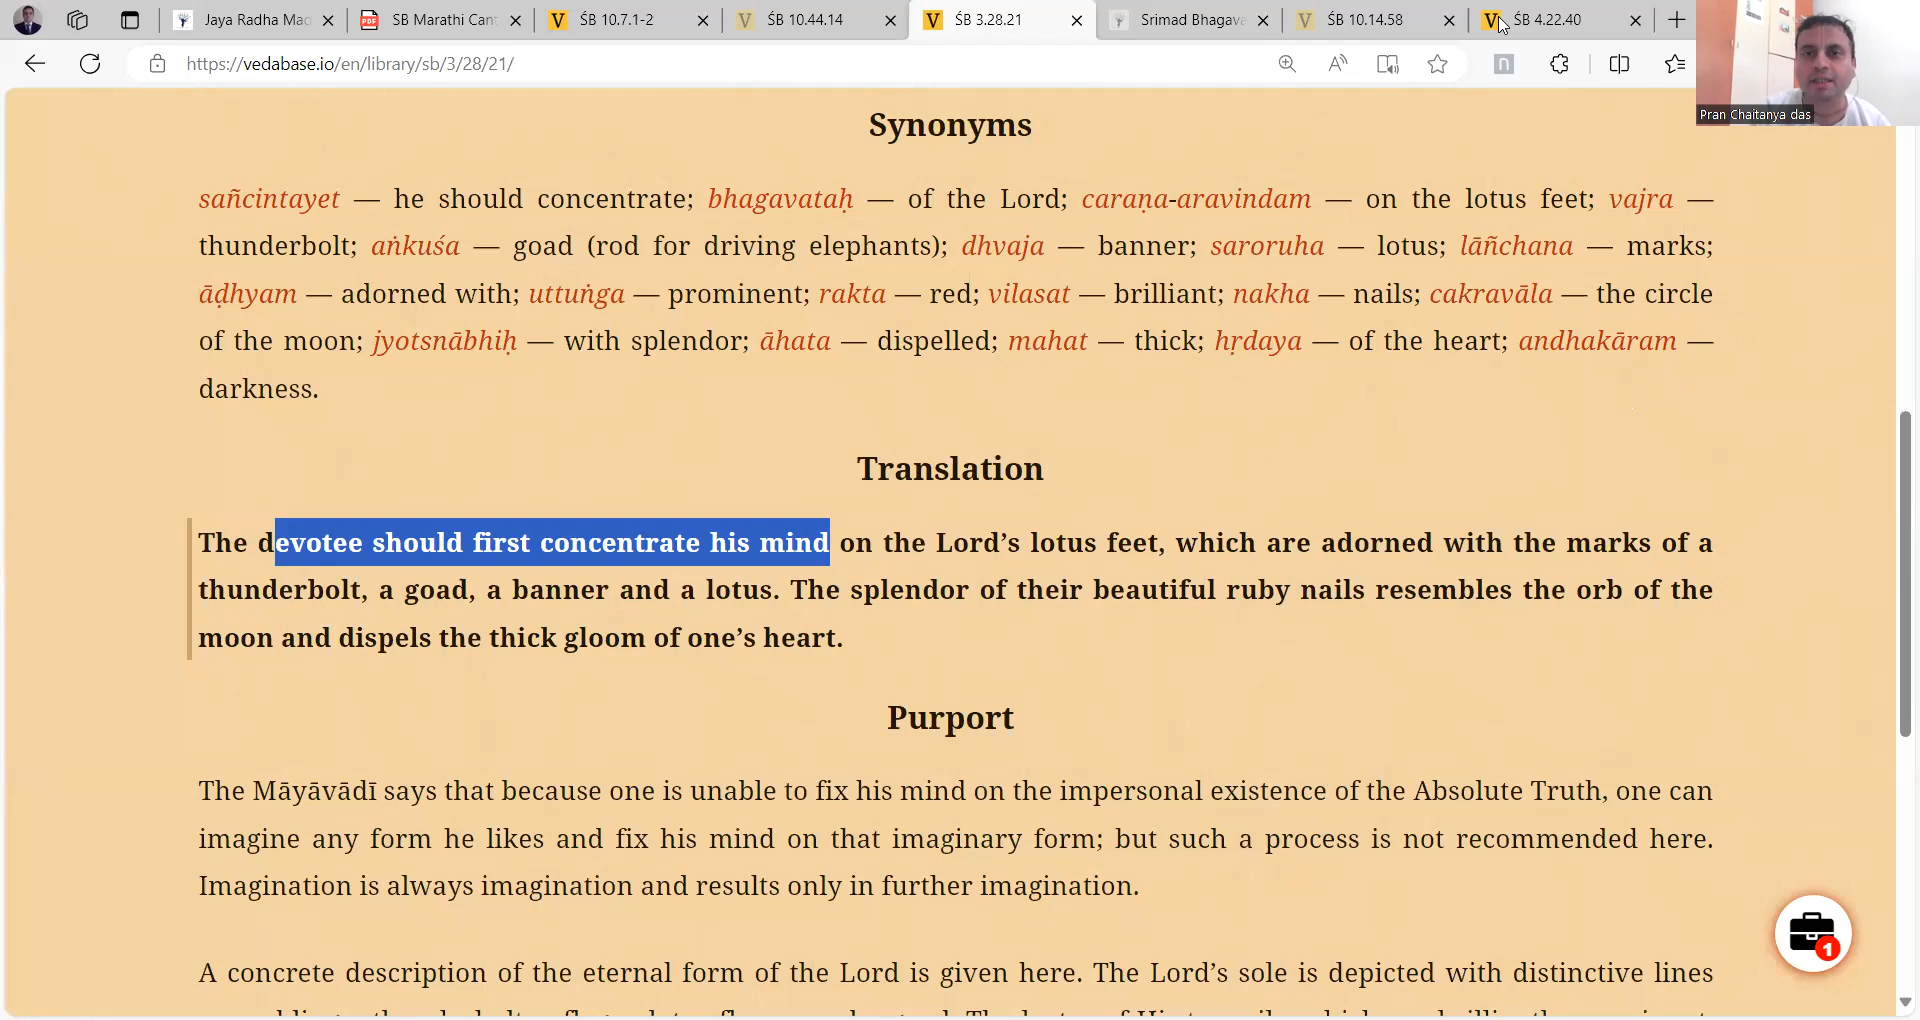 Jaya Radha Mad
SB Marathi Cant
ŚB 10.7.1-2
ŚB 10.44.14
ŚB 3.28.21
Srimad Bhagava
ŚB 10.14.58
ŚB 4.22.40
https://vedabase.io/en/library/sb/3/28/21/
Pran Chaitanya das
Synonyms
sañcintayet — he should concentrate; bhagavataḥ — of the Lord; caraṇa-aravindam — on the lotus feet; vajra —
thunderbolt; aṅkuśa — goad (rod for driving elephants); dhvaja — banner; saroruha — lotus; lāñchana — marks;
āḍhyam — adorned with; uttuṅga — prominent; rakta — red; vilasat — brilliant; nakha — nails; cakravāla — the circle
of the moon; jyotsnābhiḥ — with splendor; āhata — dispelled; mahat — thick; hṛdaya — of the heart; andhakāram —
darkness.
Translation
The devotee should first concentrate his mind on the Lord’s lotus feet, which are adorned with the marks of a
thunderbolt, a goad, a banner and a lotus. The splendor of their beautiful ruby nails resembles the orb of the
moon and dispels the thick gloom of one’s heart.
Purport
The Māyāvādī says that because one is unable to fix his mind on the impersonal existence of the Absolute Truth, one can
imagine any form he likes and fix his mind on that imaginary form; but such a process is not recommended here.
Imagination is always imagination and results only in further imagination.
A concrete description of the eternal form of the Lord is given here. The Lord’s sole is depicted with distinctive lines
1